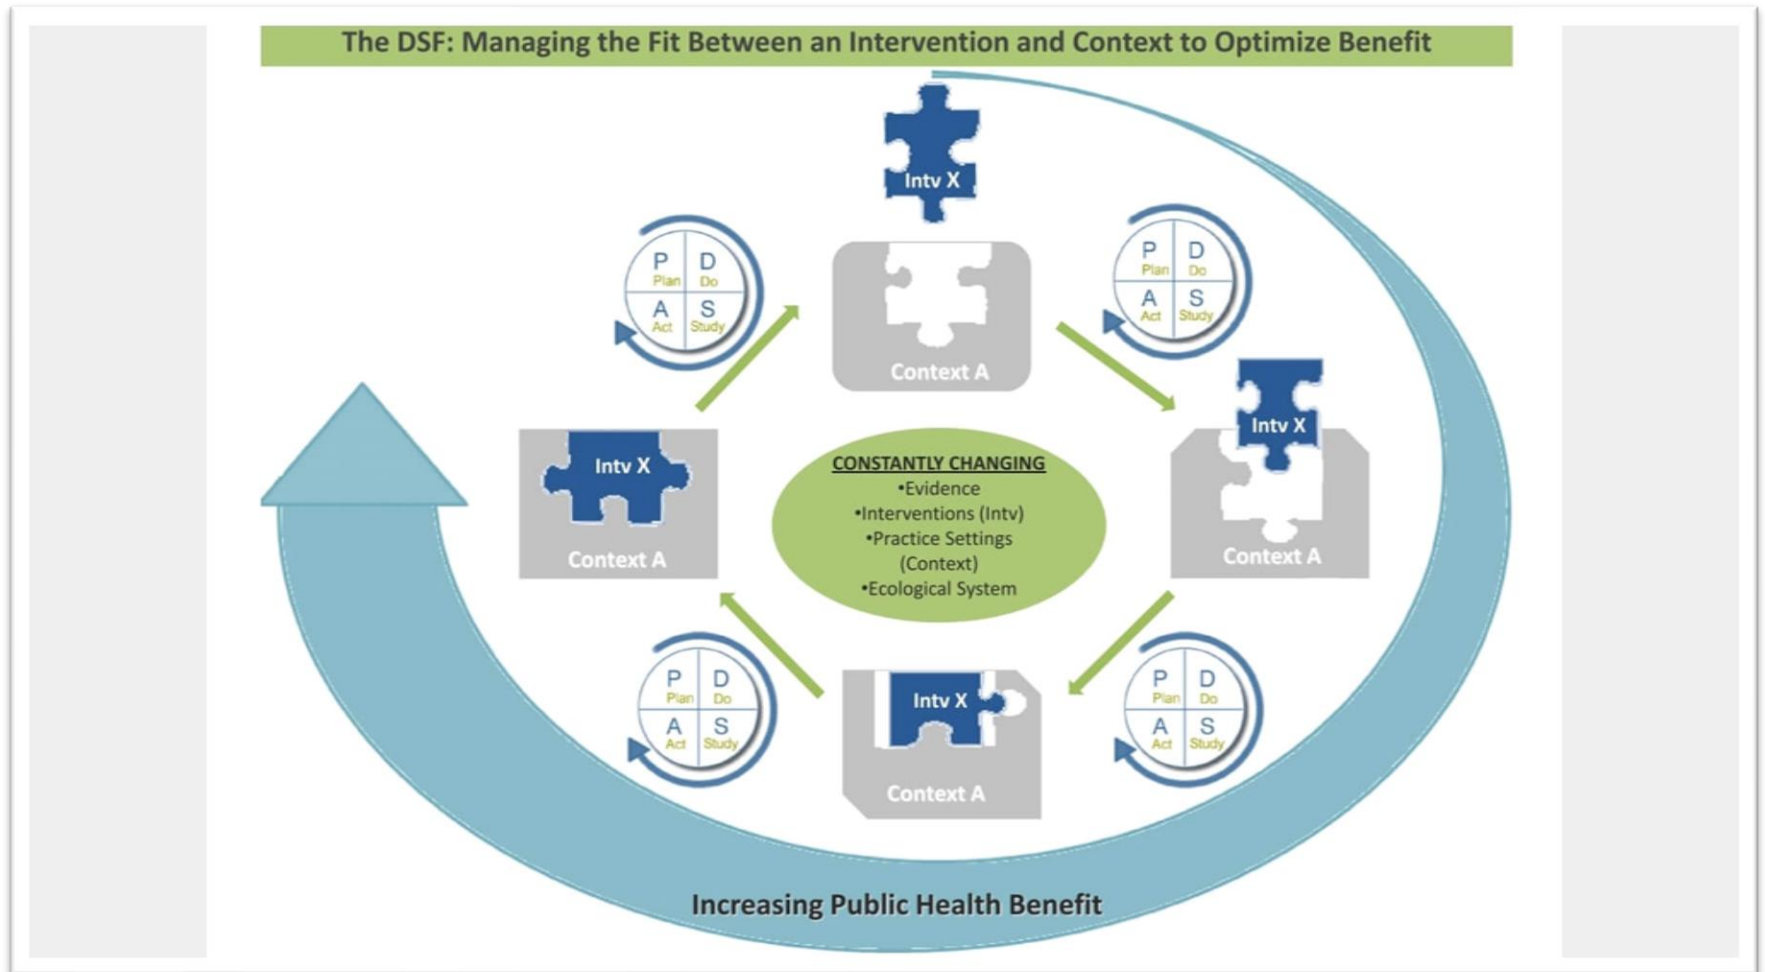 The DSF: Managing the Fit Between an Intervention and Context to Optimize Benefit
Intv X
Context A
P
Plan
D
Do
A
Act
S
Study
P
Plan
D
Do
A
Act
S
Study
Intv X
Context A
Intv X
Context A
CONSTANTLY CHANGING
•Evidence
•Interventions (Intv)
•Practice Settings
(Context)
•Ecological System
Intv X
Context A
P
Plan
D
Do
A
Act
S
Study
P
Plan
D
Do
A
Act
S
Study
Increasing Public Health Benefit